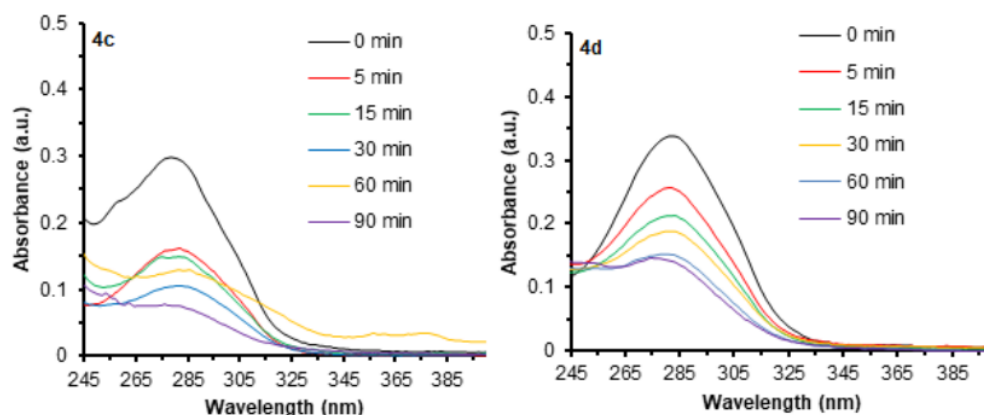 4c
0.5
0.4
0.3
0.2
0.1
0
Absorbance (a.u.)
0 min
5 min
15 min
30 min
60 min
90 min
245 265 285 305 325 345 365 385
Wavelength (nm)
4d
0.5
0.4
0.3
0.2
0.1
0
Absorbance (a.u.)
0 min
5 min
15 min
30 min
60 min
90 min
245 265 285 305 325 345 365 385
Wavelength (nm)